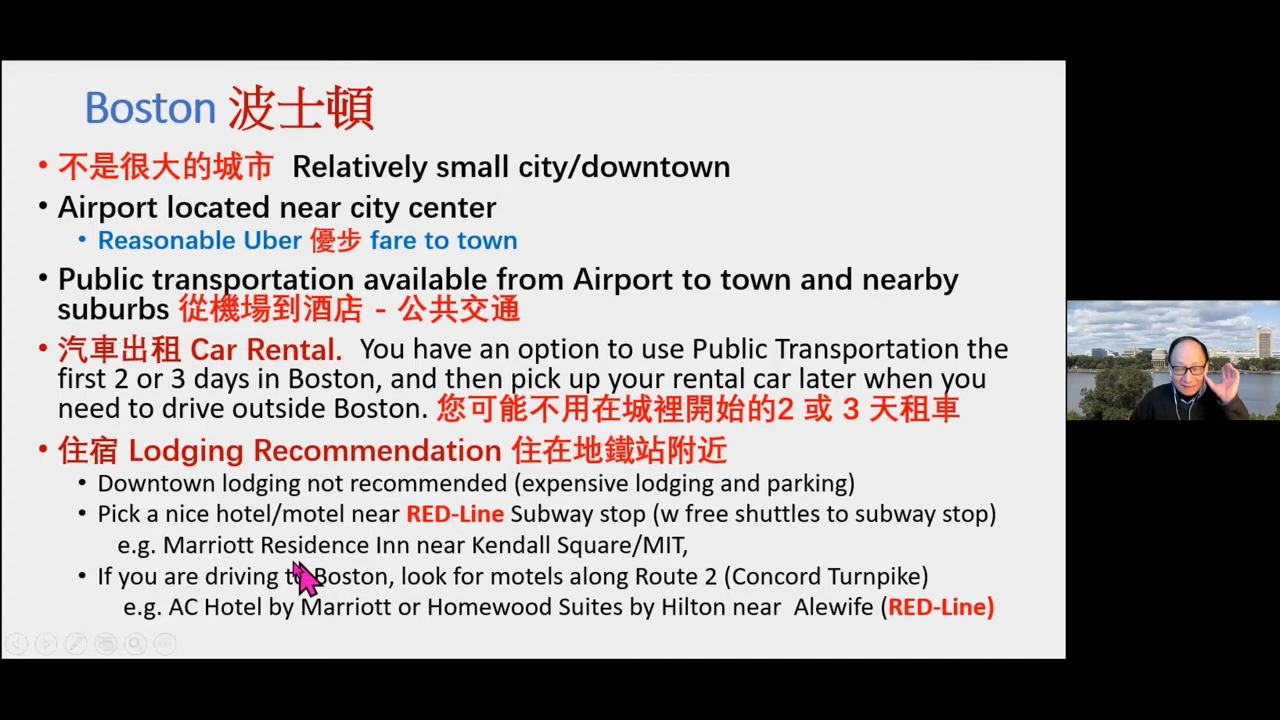 Boston 波士頓
• 不是很大的城市 Relatively small city/downtown
• Airport located near city center
• Reasonable Uber 優步 fare to town
• Public transportation available from Airport to town and nearby
suburbs 從機場到酒店 - 公共交通
• 汽車出租 Car Rental. You have an option to use Public Transportation the
first 2 or 3 days in Boston, and then pick up your rental car later when you
need to drive outside Boston. 您可能不用在城裡開始的2 或 3 天租車
• 住宿 Lodging Recommendation 住在地鐵站附近
• Downtown lodging not recommended (expensive lodging and parking)
• Pick a nice hotel/motel near RED-Line Subway stop (w free shuttles to subway stop)
e.g. Marriott Residence Inn near Kendall Square/MIT,
• If you are driving to Boston, look for motels along Route 2 (Concord Turnpike)
e.g. AC Hotel by Marriott or Homewood Suites by Hilton near Alewife (RED-Line)